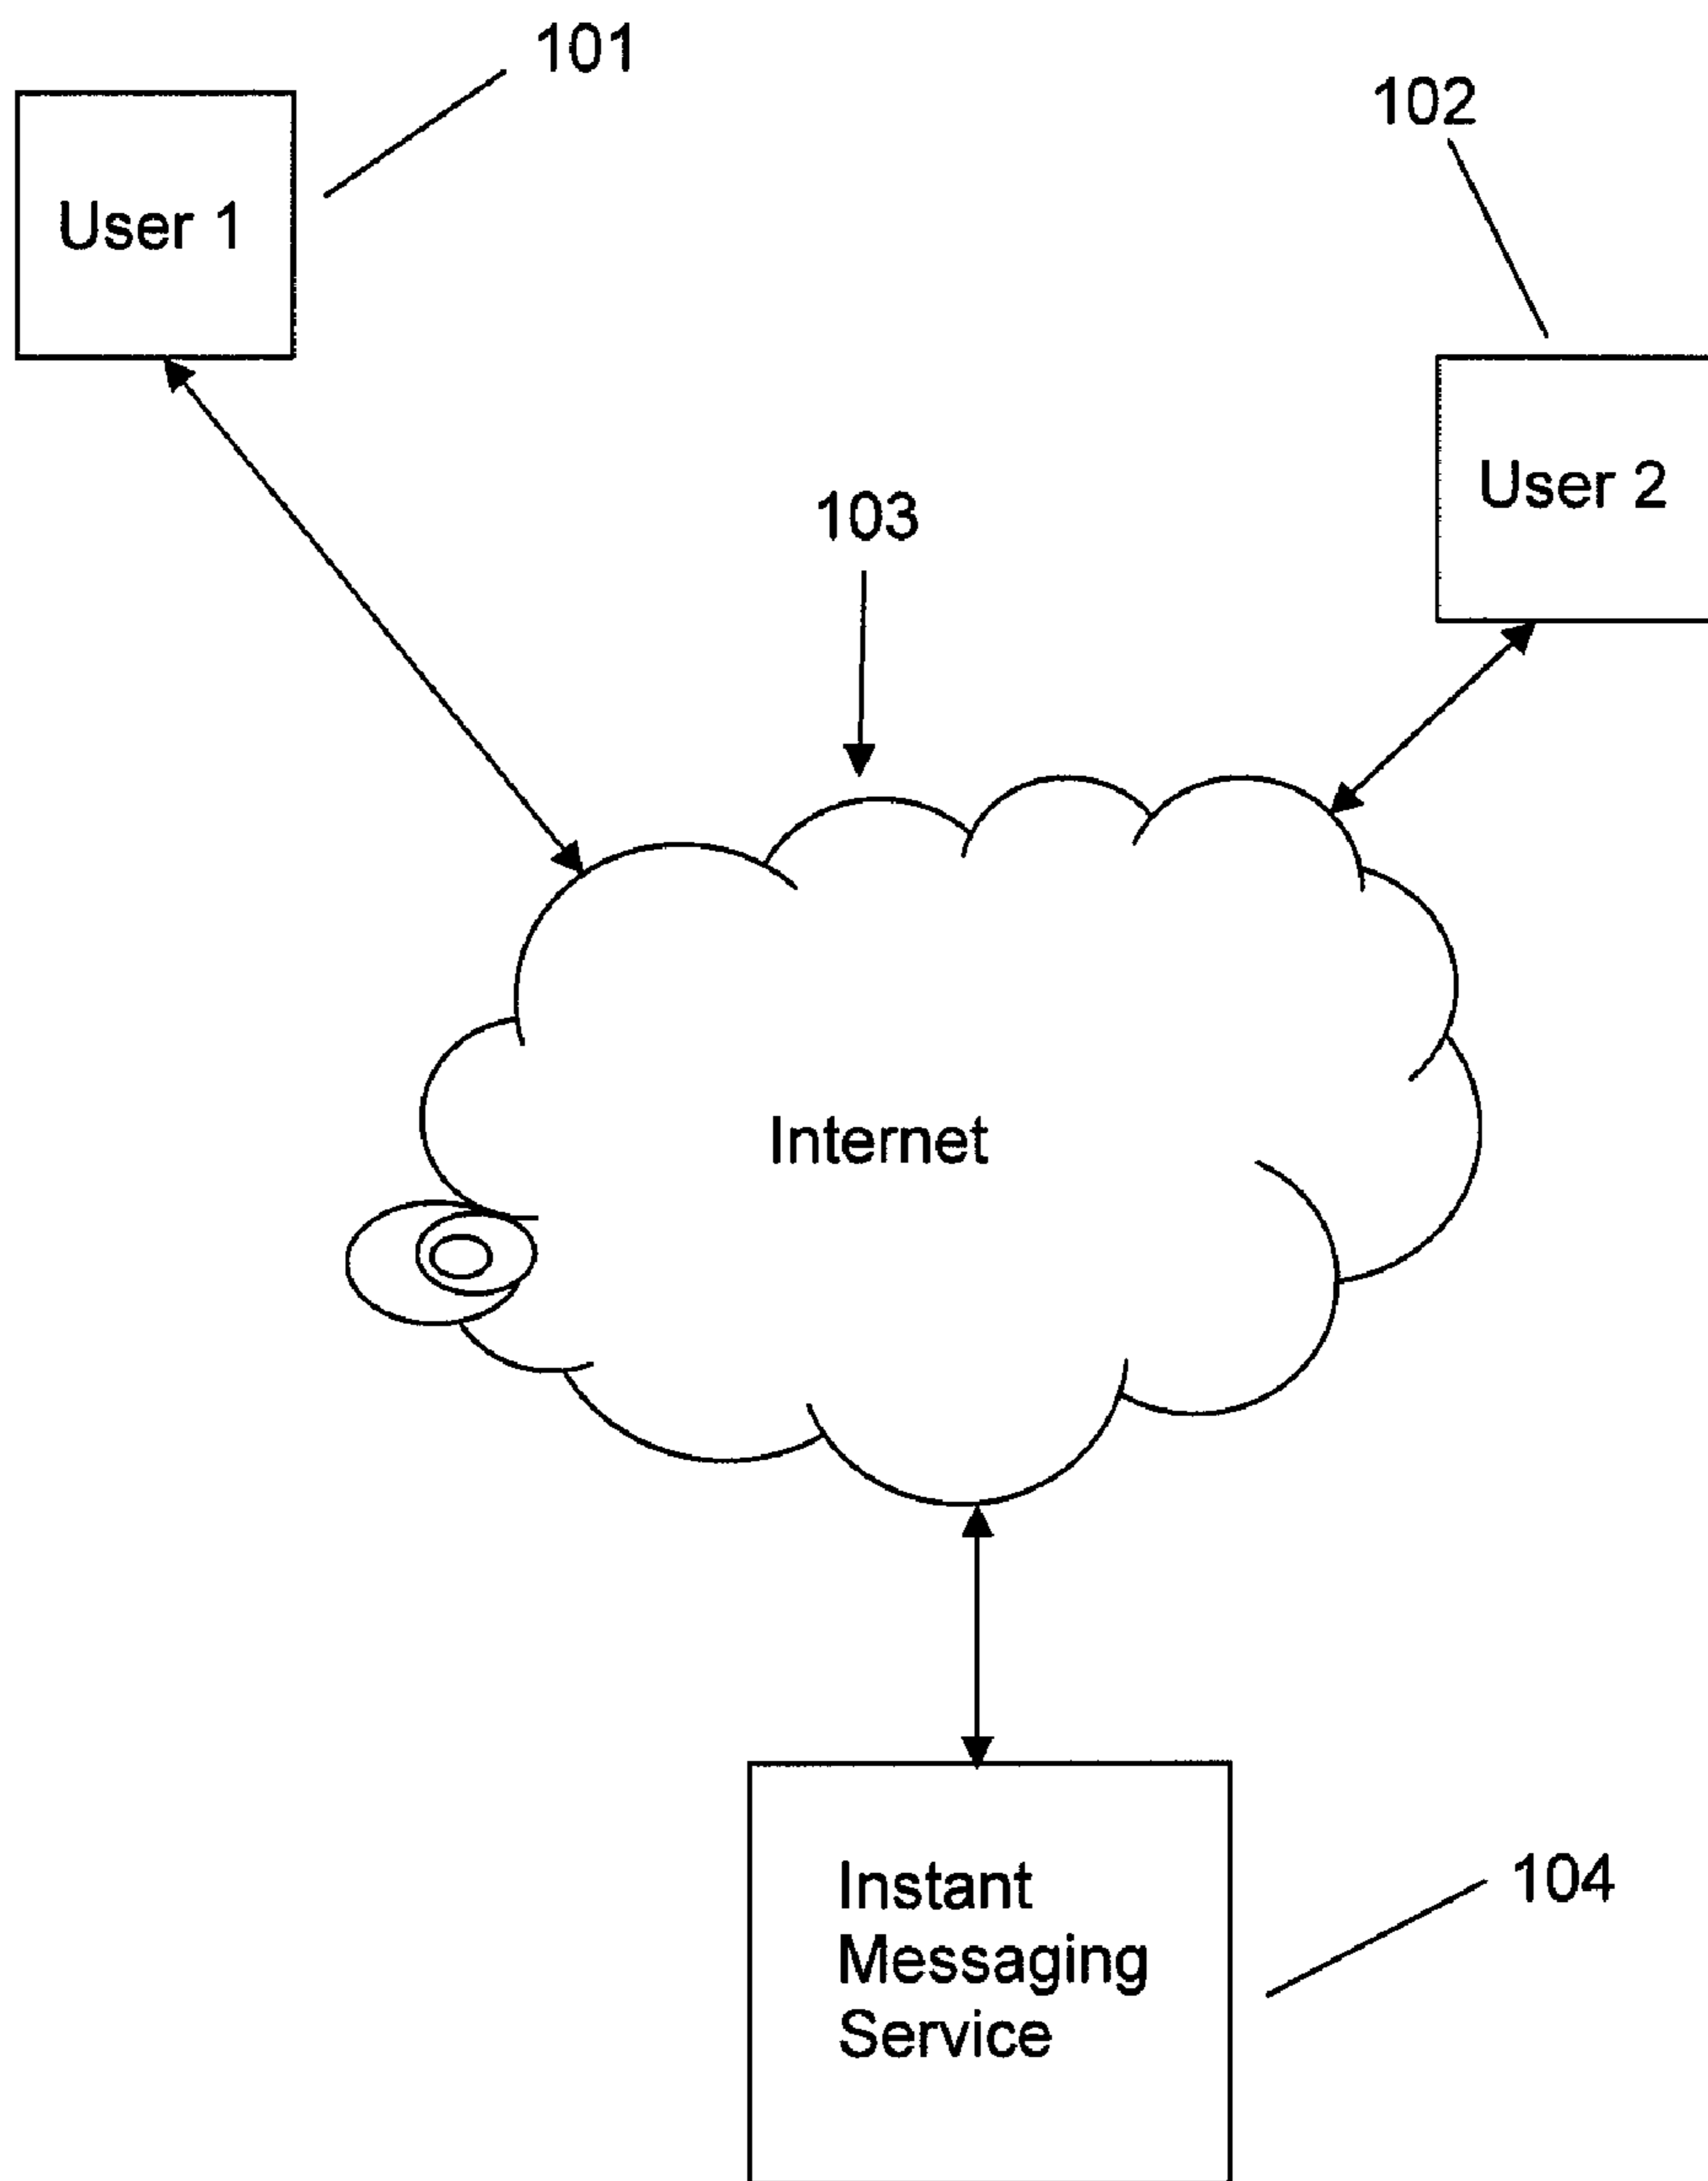 101
102
User 1
User 2
103
Internet
Instant
Messaging
Service
104